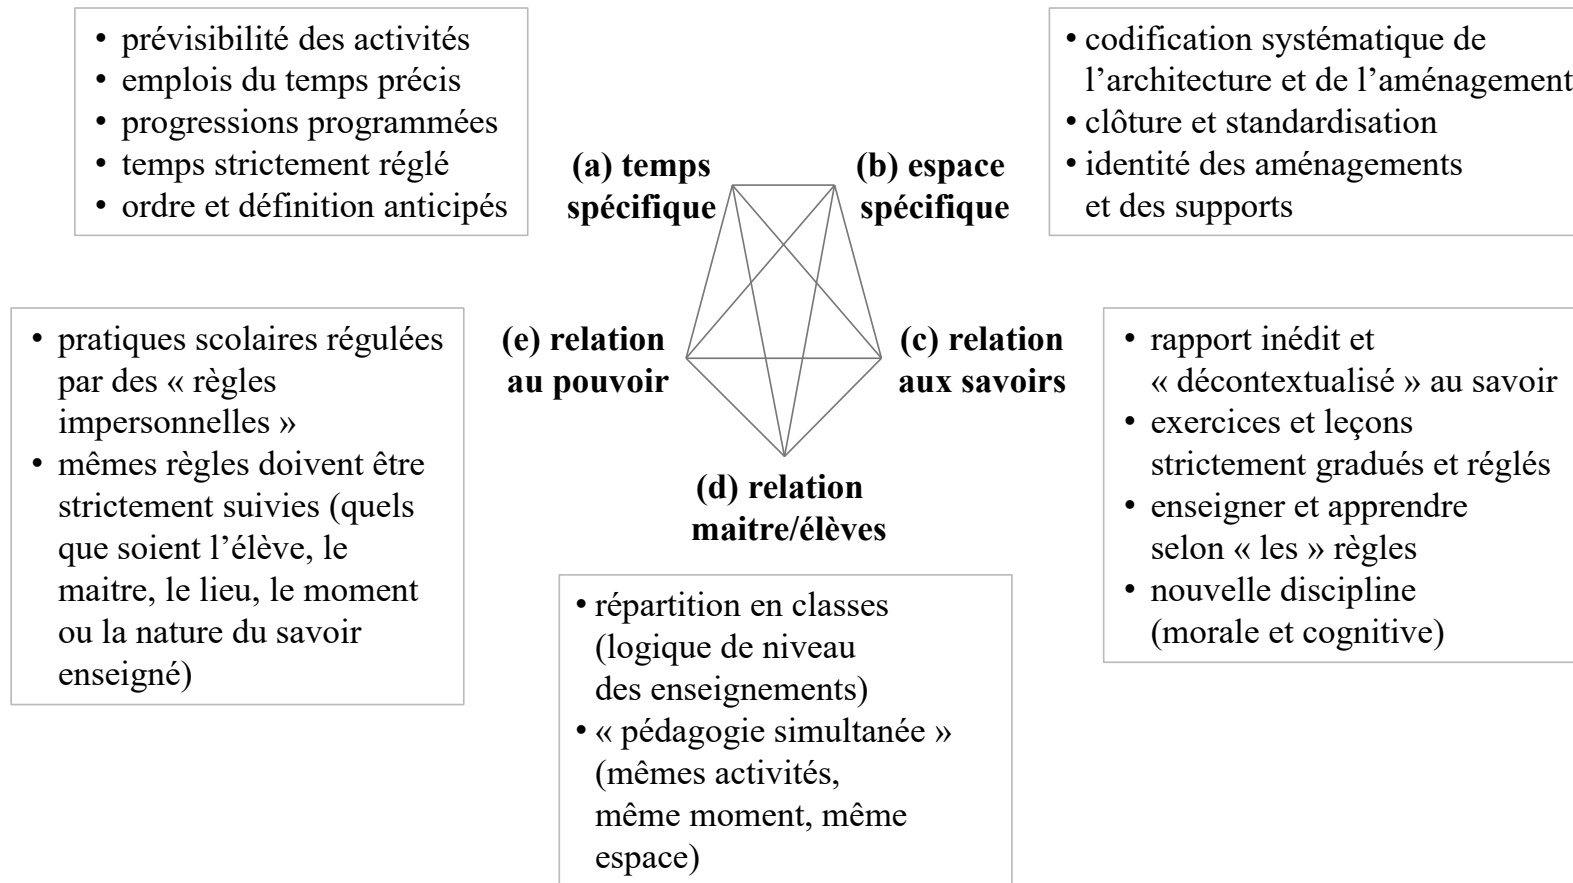 • prévisibilité des activités
• emplois du temps précis
• progressions programmées
• temps strictement réglé
• ordre et définition anticipés
(a) temps
spécifique
(b) espace
spécifique
• codification systématique de
l’architecture et de l’aménagement
• clôture et standardisation
• identité des aménagements
et des supports
• pratiques scolaires régulées
par des « règles
impersonnelles »
• mêmes règles doivent être
strictement suivies (quels
que soient l’élève, le
maitre, le lieu, le moment
ou la nature du savoir
enseigné)
(e) relation
au pouvoir
(c) relation
aux savoirs
• rapport inédit et
« décontextualisé » au savoir
• exercices et leçons
strictement gradués et réglés
• enseigner et apprendre
selon « les » règles
• nouvelle discipline
(morale et cognitive)
(d) relation
maitre/élèves
• répartition en classes
(logique de niveau
des enseignements)
• « pédagogie simultanée »
(mêmes activités,
même moment, même
espace)